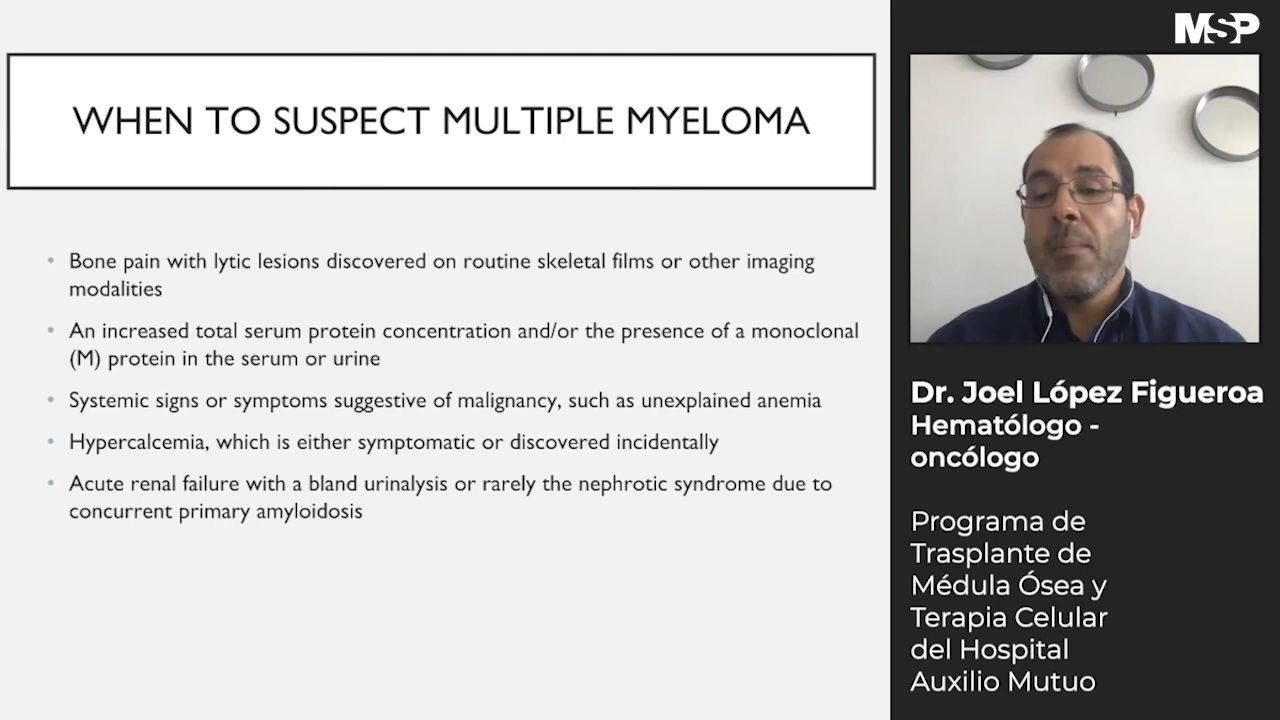 MSP
WHEN TO SUSPECT MULTIPLE MYELOMA
• Bone pain with lytic lesions discovered on routine skeletal films or other imaging
modalities
• An increased total serum protein concentration and/or the presence of a monoclonal
(M) protein in the serum or urine
• Systemic signs or symptoms suggestive of malignancy, such as unexplained anemia
• Hypercalcemia, which is either symptomatic or discovered incidentally
• Acute renal failure with a bland urinalysis or rarely the nephrotic syndrome due to
concurrent primary amyloidosis
Dr. Joel López Figueroa
Hematólogo -
oncólogo
Programa de
Trasplante de
Médula Ósea y
Terapia Celular
del Hospital
Auxilio Mutuo